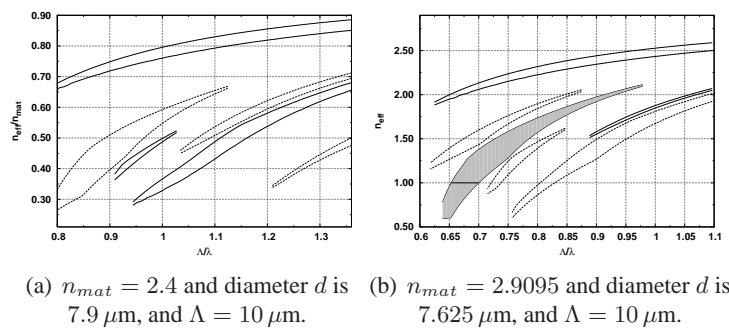 0.90
0.80
0.70
0.60
0.50
0.40
0.30
n_eff/n_mat
0.8 0.9 1 1.1 1.2 1.3
Λ/λ
2.50
2.00
1.50
1.00
0.50
n_eff
0.6 0.65 0.7 0.75 0.8 0.85 0.9 0.95 1 1.05 1.1
Λ/λ
(a) n_mat = 2.4 and diameter d is
7.9 μm, and Λ = 10 μm.
(b) n_mat = 2.9095 and diameter d is
7.625 μm, and Λ = 10 μm.